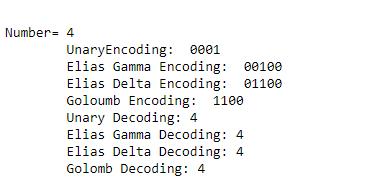 Number= 4
UnaryEncoding:  0001
Elias Gamma Encoding:  00100
Elias Delta Encoding:  01100
Goloumb Encoding:  1100
Unary Decoding: 4
Elias Gamma Decoding: 4
Elias Delta Decoding: 4
Golomb Decoding: 4